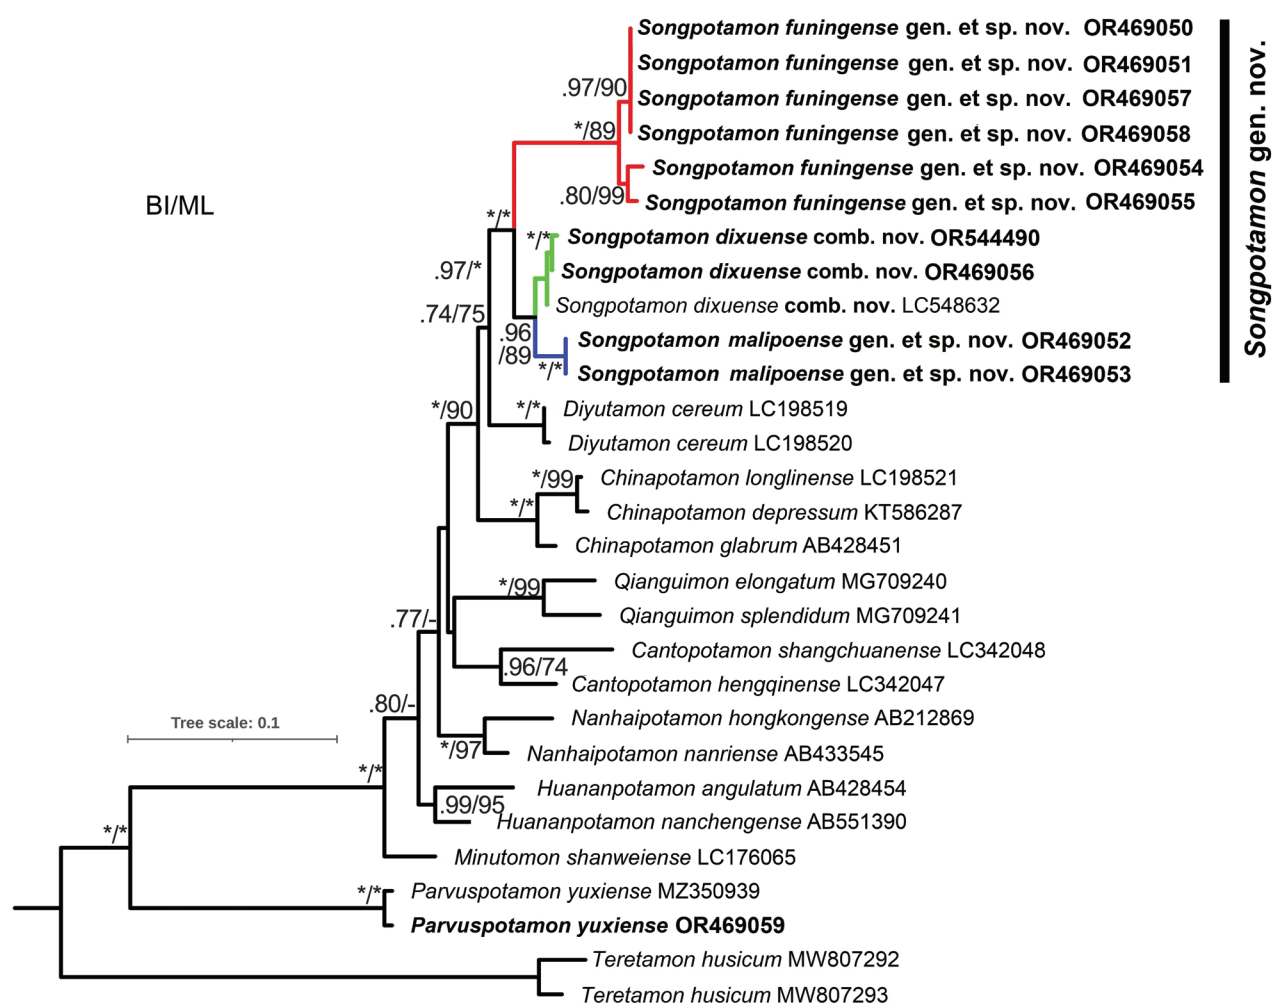 Songpotamon funingense gen. et sp. nov. OR469050
Songpotamon funingense gen. et sp. nov. OR469051
.97/90
Songpotamon funingense gen. et sp. nov. OR469057
*/89
Songpotamon funingense gen. et sp. nov. OR469058
Songpotamon funingense gen. et sp. nov. OR469054
.80/99
Songpotamon funingense gen. et sp. nov. OR469055
Songpotamon gen. nov.
BI/ML
*/*
*/*
Songpotamon dixuense comb. nov. OR544490
.97/*
Songpotamon dixuense comb. nov. OR469056
.74/75
Songpotamon dixuense comb. nov. LC548632
.96
/89
Songpotamon malipoense gen. et sp. nov. OR469052
*/*
Songpotamon malipoense gen. et sp. nov. OR469053
*/90
*/*
Diyutamon cereum LC198519
Diyutamon cereum LC198520
*/99
Chinapotamon longlinense LC198521
*/*
Chinapotamon depressum KT586287
Chinapotamon glabrum AB428451
*/99
Qianguimon elongatum MG709240
Qianguimon splendidum MG709241
.77/-
Cantopotamon shangchuanense LC342048
.96/74
Cantopotamon hengqinense LC342047
.80/-
Nanhaipotamon hongkongense AB212869
Tree scale: 0.1
*/97
Nanhaipotamon nanriense AB433545
*/*
Huananpotamon angulatum AB428454
.99/95
Huananpotamon nanchengense AB551390
*/*
Minutomon shanweiense LC176065
*/*
Parvuspotamon yuxiense MZ350939
Parvuspotamon yuxiense OR469059
Teretamon husicum MW807292
Teretamon husicum MW807293